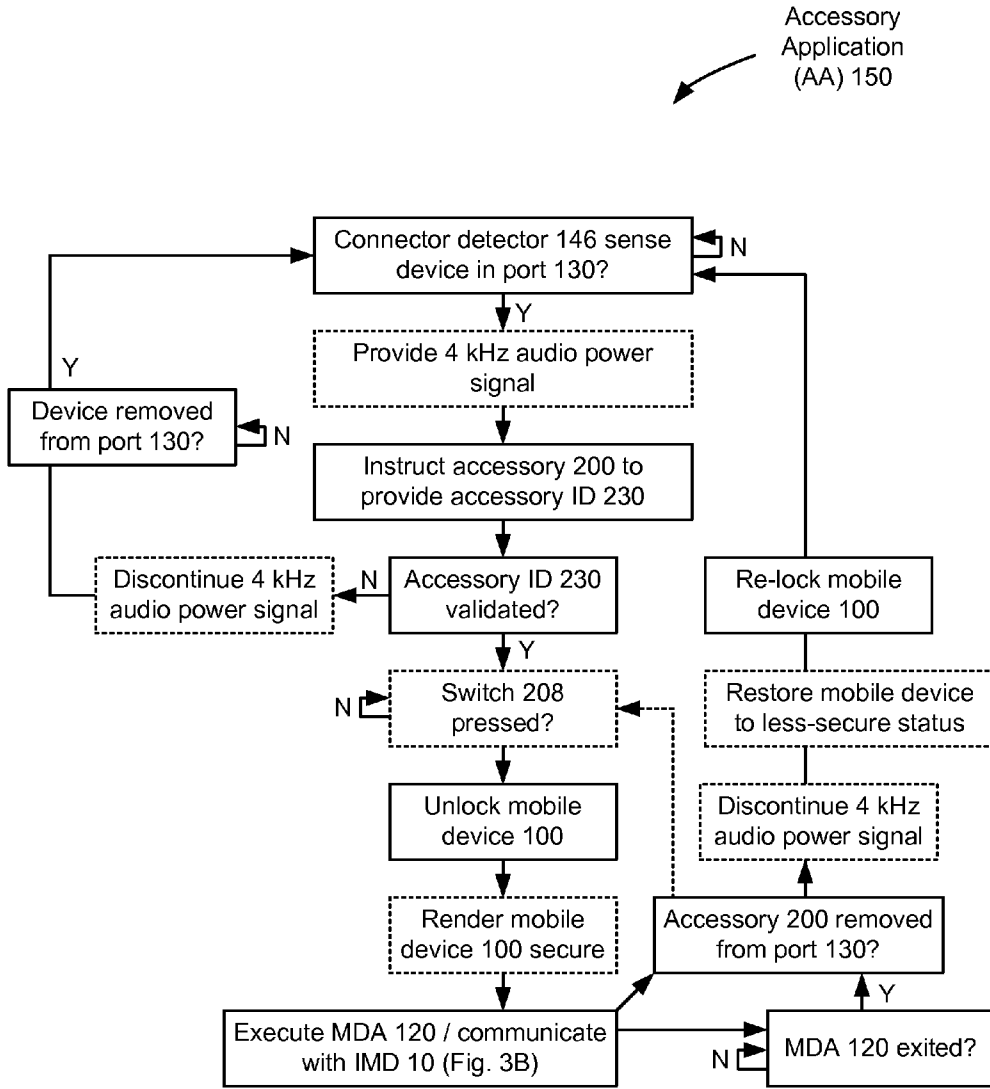 Accessory
Application
(AA) 150
Connector detector 146 sense
device in port 130?
N
Y
Provide 4 kHz audio power
signal
Y
Device removed
from port 130?
N
Instruct accessory 200 to
provide accessory ID 230
Discontinue 4 kHz
audio power signal
N
Accessory ID 230
validated?
Re-lock mobile
device 100
Y
Switch 208
pressed?
N
Restore mobile device
to less-secure status
Unlock mobile
device 100
Discontinue 4 kHz
audio power signal
Render mobile
device 100 secure
Accessory 200 removed
from port 130?
Y
Execute MDA 120 / communicate
with IMD 10 (Fig. 3B)
N
MDA 120 exited?